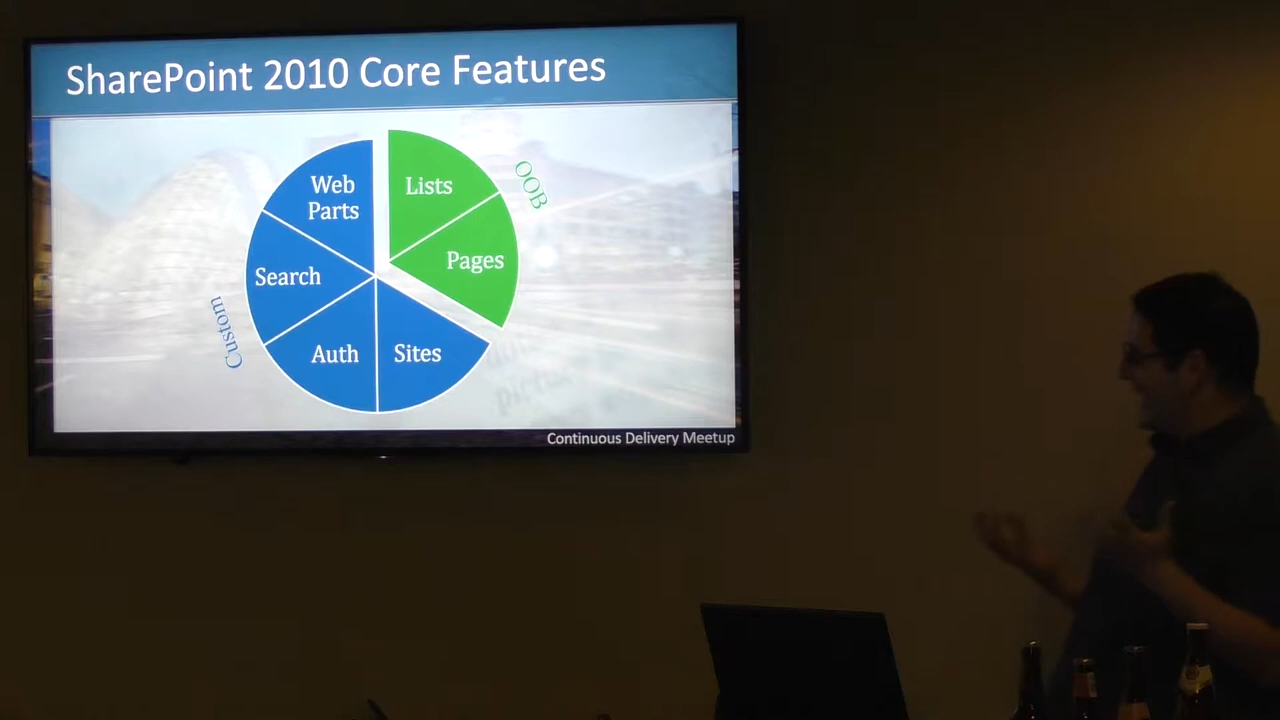 SharePoint 2010 Core Features
Web
Parts
Lists
OOB
Search
Pages
Custom
Auth
Sites
Continuous Delivery Meetup